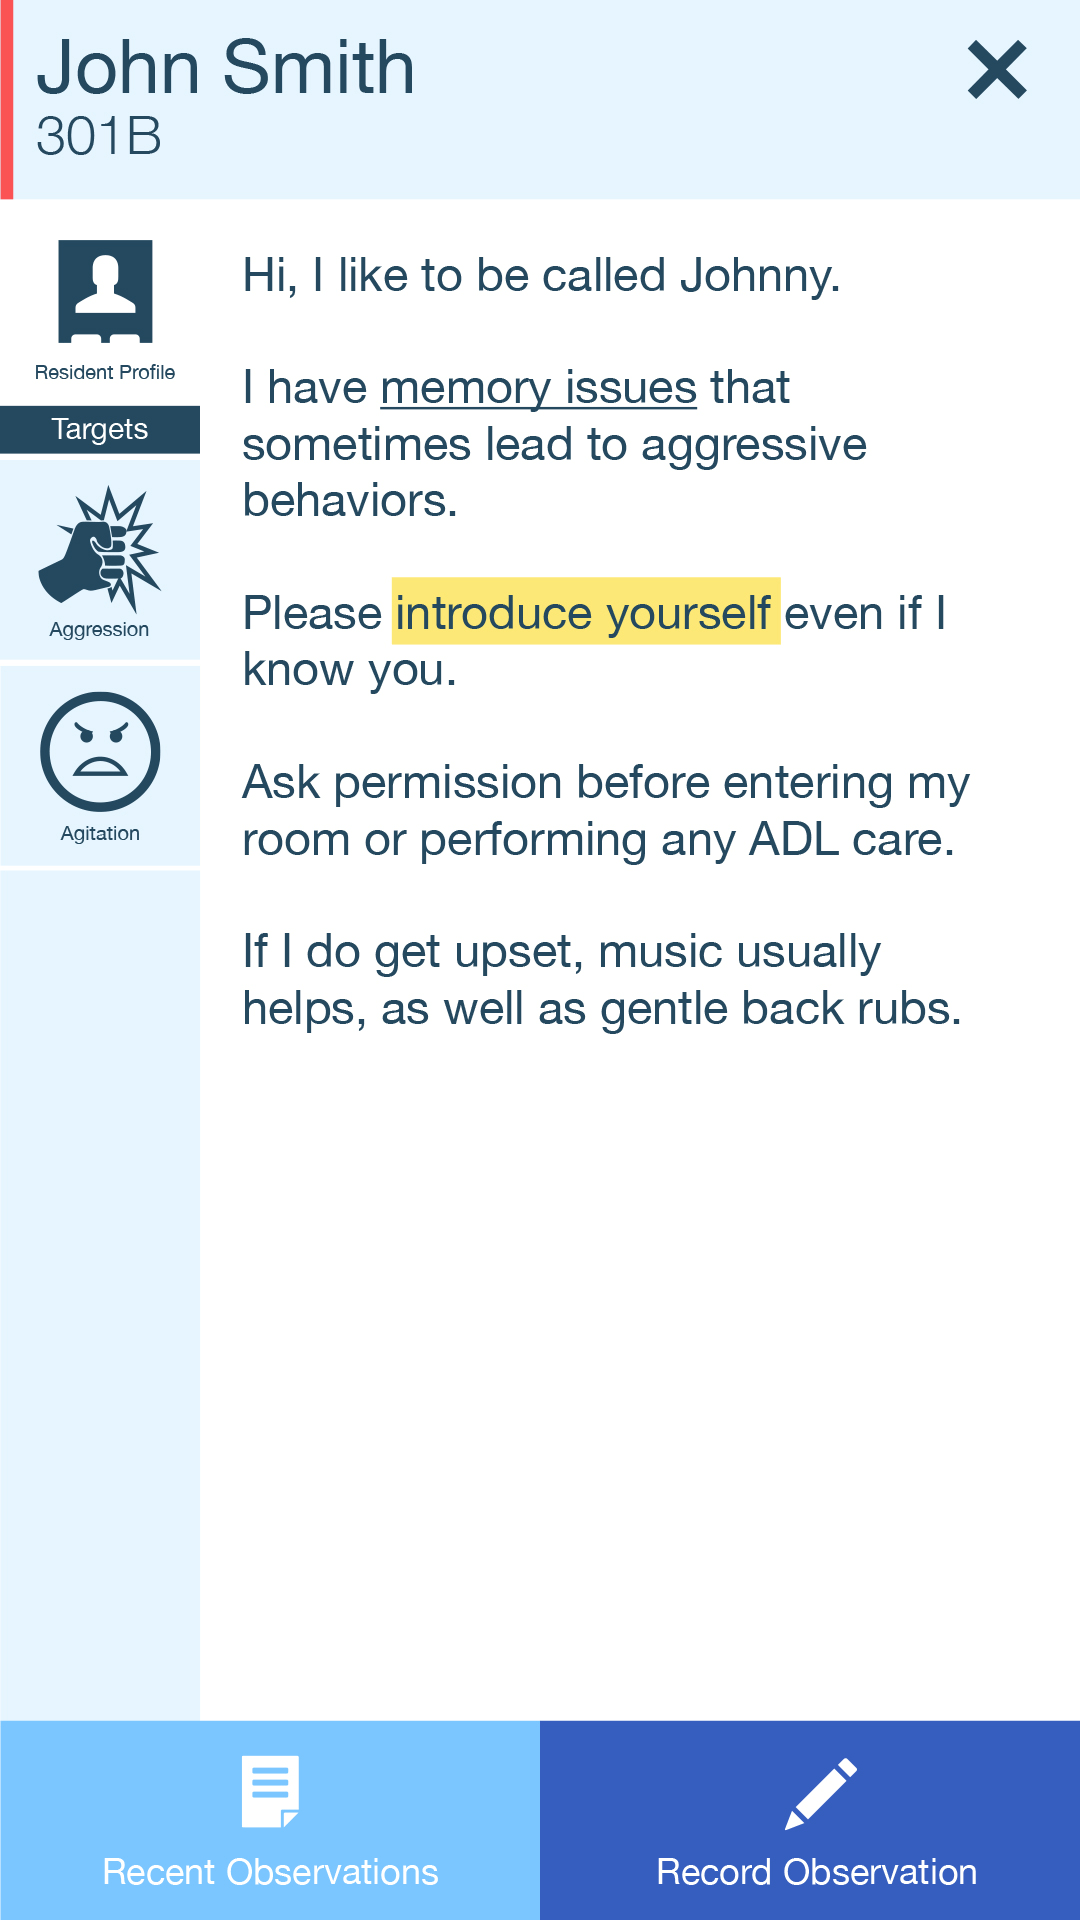 John Smith
301B
Resident Profile
Targets
Aggression
Agitation
Hi, I like to be called Johnny.
I have memory issues that
sometimes lead to aggressive
behaviors.
Please introduce yourself even if I
know you.
Ask permission before entering my
room or performing any ADL care.
If I do get upset, music usually
helps, as well as gentle back rubs.
Recent Observations
Record Observation